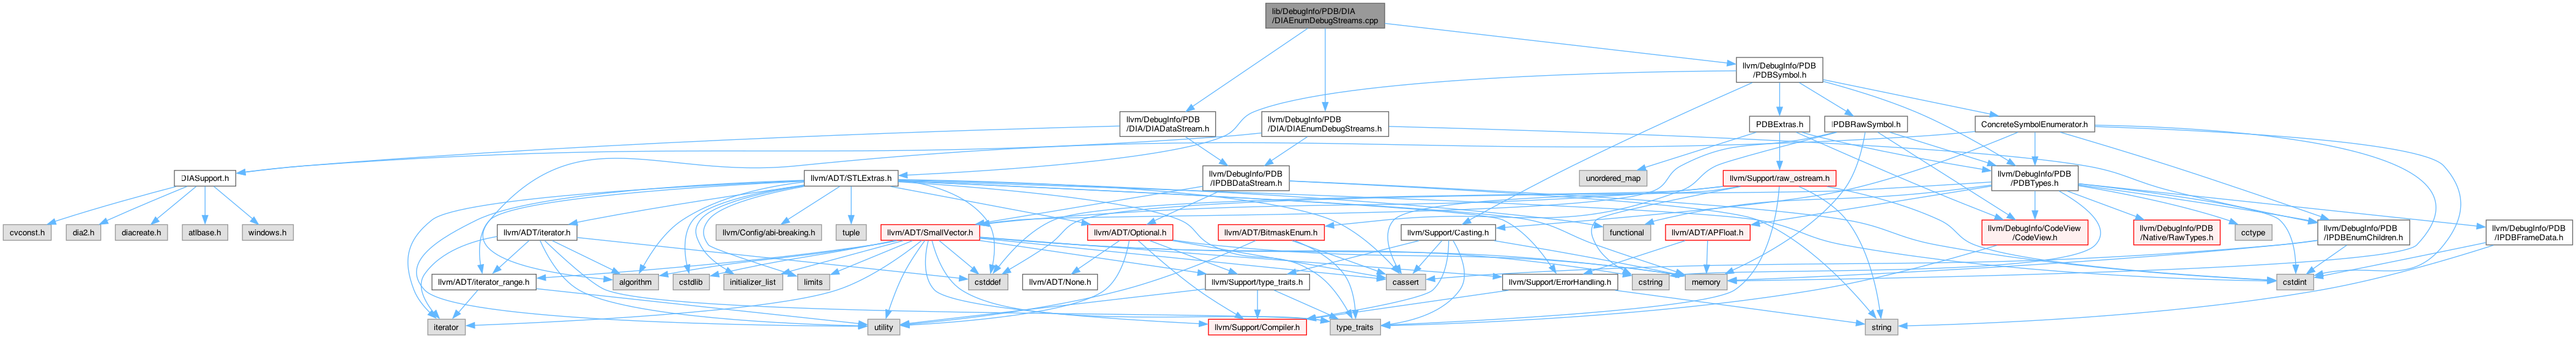 lib/DebugInfo/PDB/DIA
/DIAEnumDebugStreams.cpp
llvm/DebugInfo/PDB
/PDBSymbol.h
llvm/DebugInfo/PDB
/DIA/DIADataStream.h
llvm/DebugInfo/PDB
/DIA/DIAEnumDebugStreams.h
PDBExtras.h
IPDBRawSymbol.h
ConcreteSymbolEnumerator.h
DIASupport.h
llvm/ADT/STLExtras.h
llvm/DebugInfo/PDB
/IPDBDataStream.h
unordered_map
llvm/Support/raw_ostream.h
llvm/DebugInfo/PDB
/PDBTypes.h
cvconst.h
dia2.h
diacreate.h
atlbase.h
windows.h
llvm/ADT/iterator.h
llvm/Config/abi-breaking.h
tuple
llvm/ADT/SmallVector.h
llvm/ADT/Optional.h
llvm/ADT/BitmaskEnum.h
llvm/Support/Casting.h
functional
llvm/ADT/APFloat.h
llvm/DebugInfo/CodeView
/CodeView.h
llvm/DebugInfo/PDB
/Native/RawTypes.h
cctype
llvm/DebugInfo/PDB
/IPDBEnumChildren.h
llvm/DebugInfo/PDB
/IPDBFrameData.h
llvm/ADT/iterator_range.h
algorithm
cstdlib
initializer_list
limits
cstddef
llvm/ADT/None.h
llvm/Support/type_traits.h
cassert
llvm/Support/ErrorHandling.h
cstring
memory
cstdint
iterator
utility
llvm/Support/Compiler.h
type_traits
string